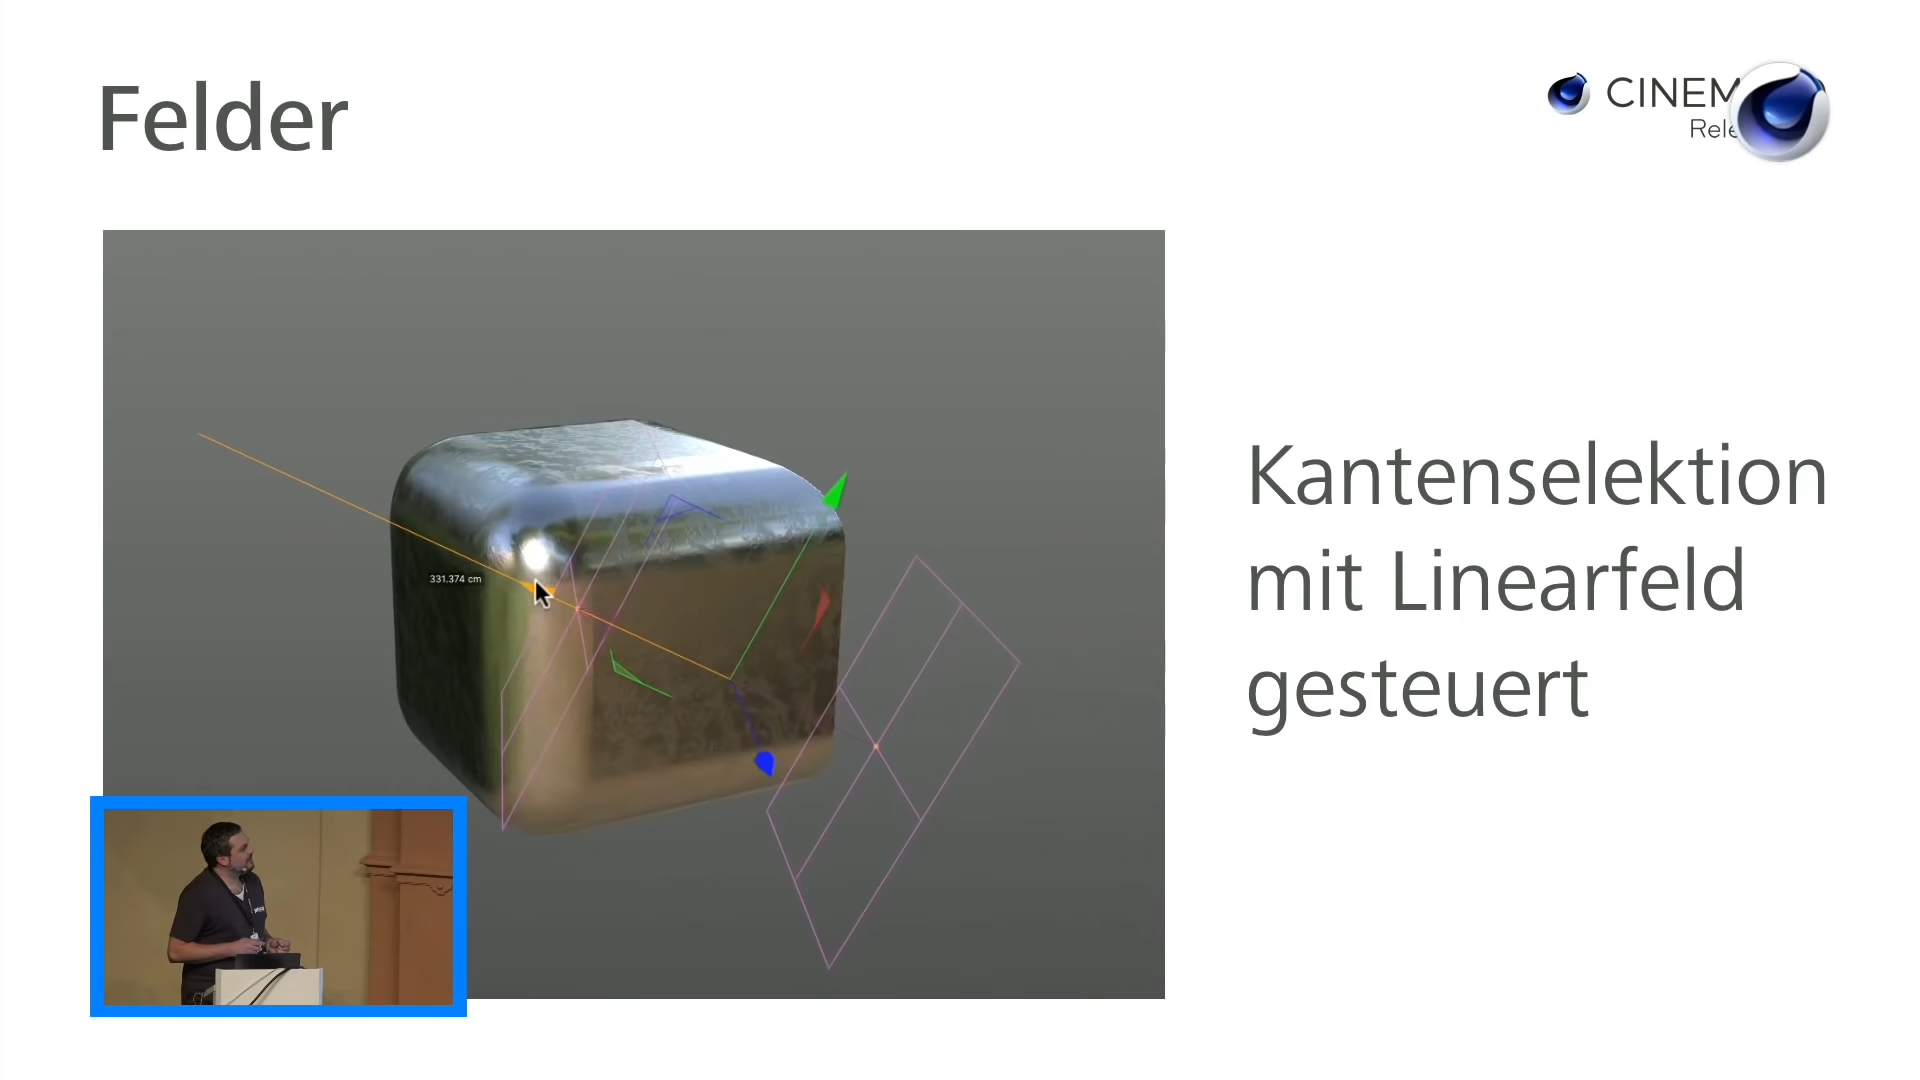 Felder
CINEM
Rele
331.374 cm
Kantenselektion
mit Linearfeld
gesteuert